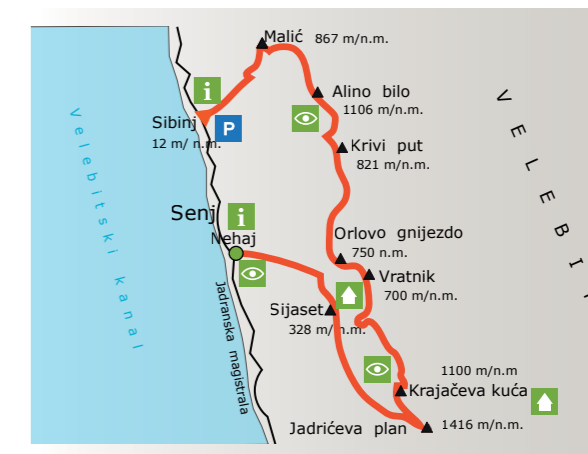 Malić 867 m/n.m.
i
Alino bilo
1106 m/n.m.
Sibinj
12 m/ n.m.
P
Krivi put
821 m/n.m.
VELEBIT
Velebitski kanal
Senj i
Nehaj
Orlovo gnijezdo
750 n.m.
Vratnik
700 m/n.m.
Jadranska magistrala
Sijaset
328 m/n.m.
1100 m/n.m
Krajačeva kuća
Jadrićeva plan 1416 m/n.m.